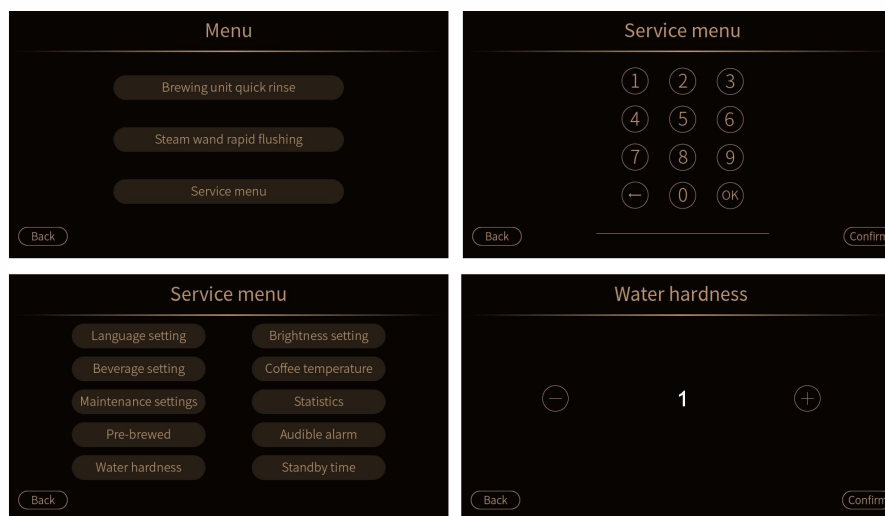 Menu
Brewing unit quick rinse
Steam wand rapid flushing
Service menu
Back
Service menu
1 2 3
4 5 6
7 8 9
← 0 OK
Back Confirm
Service menu
Language setting Brightness setting
Beverage setting Coffee temperature
Maintenance settings Statistics
Pre-brewed Audible alarm
Water hardness Standby time
Back
Water hardness
− 1 +
Back Confirm